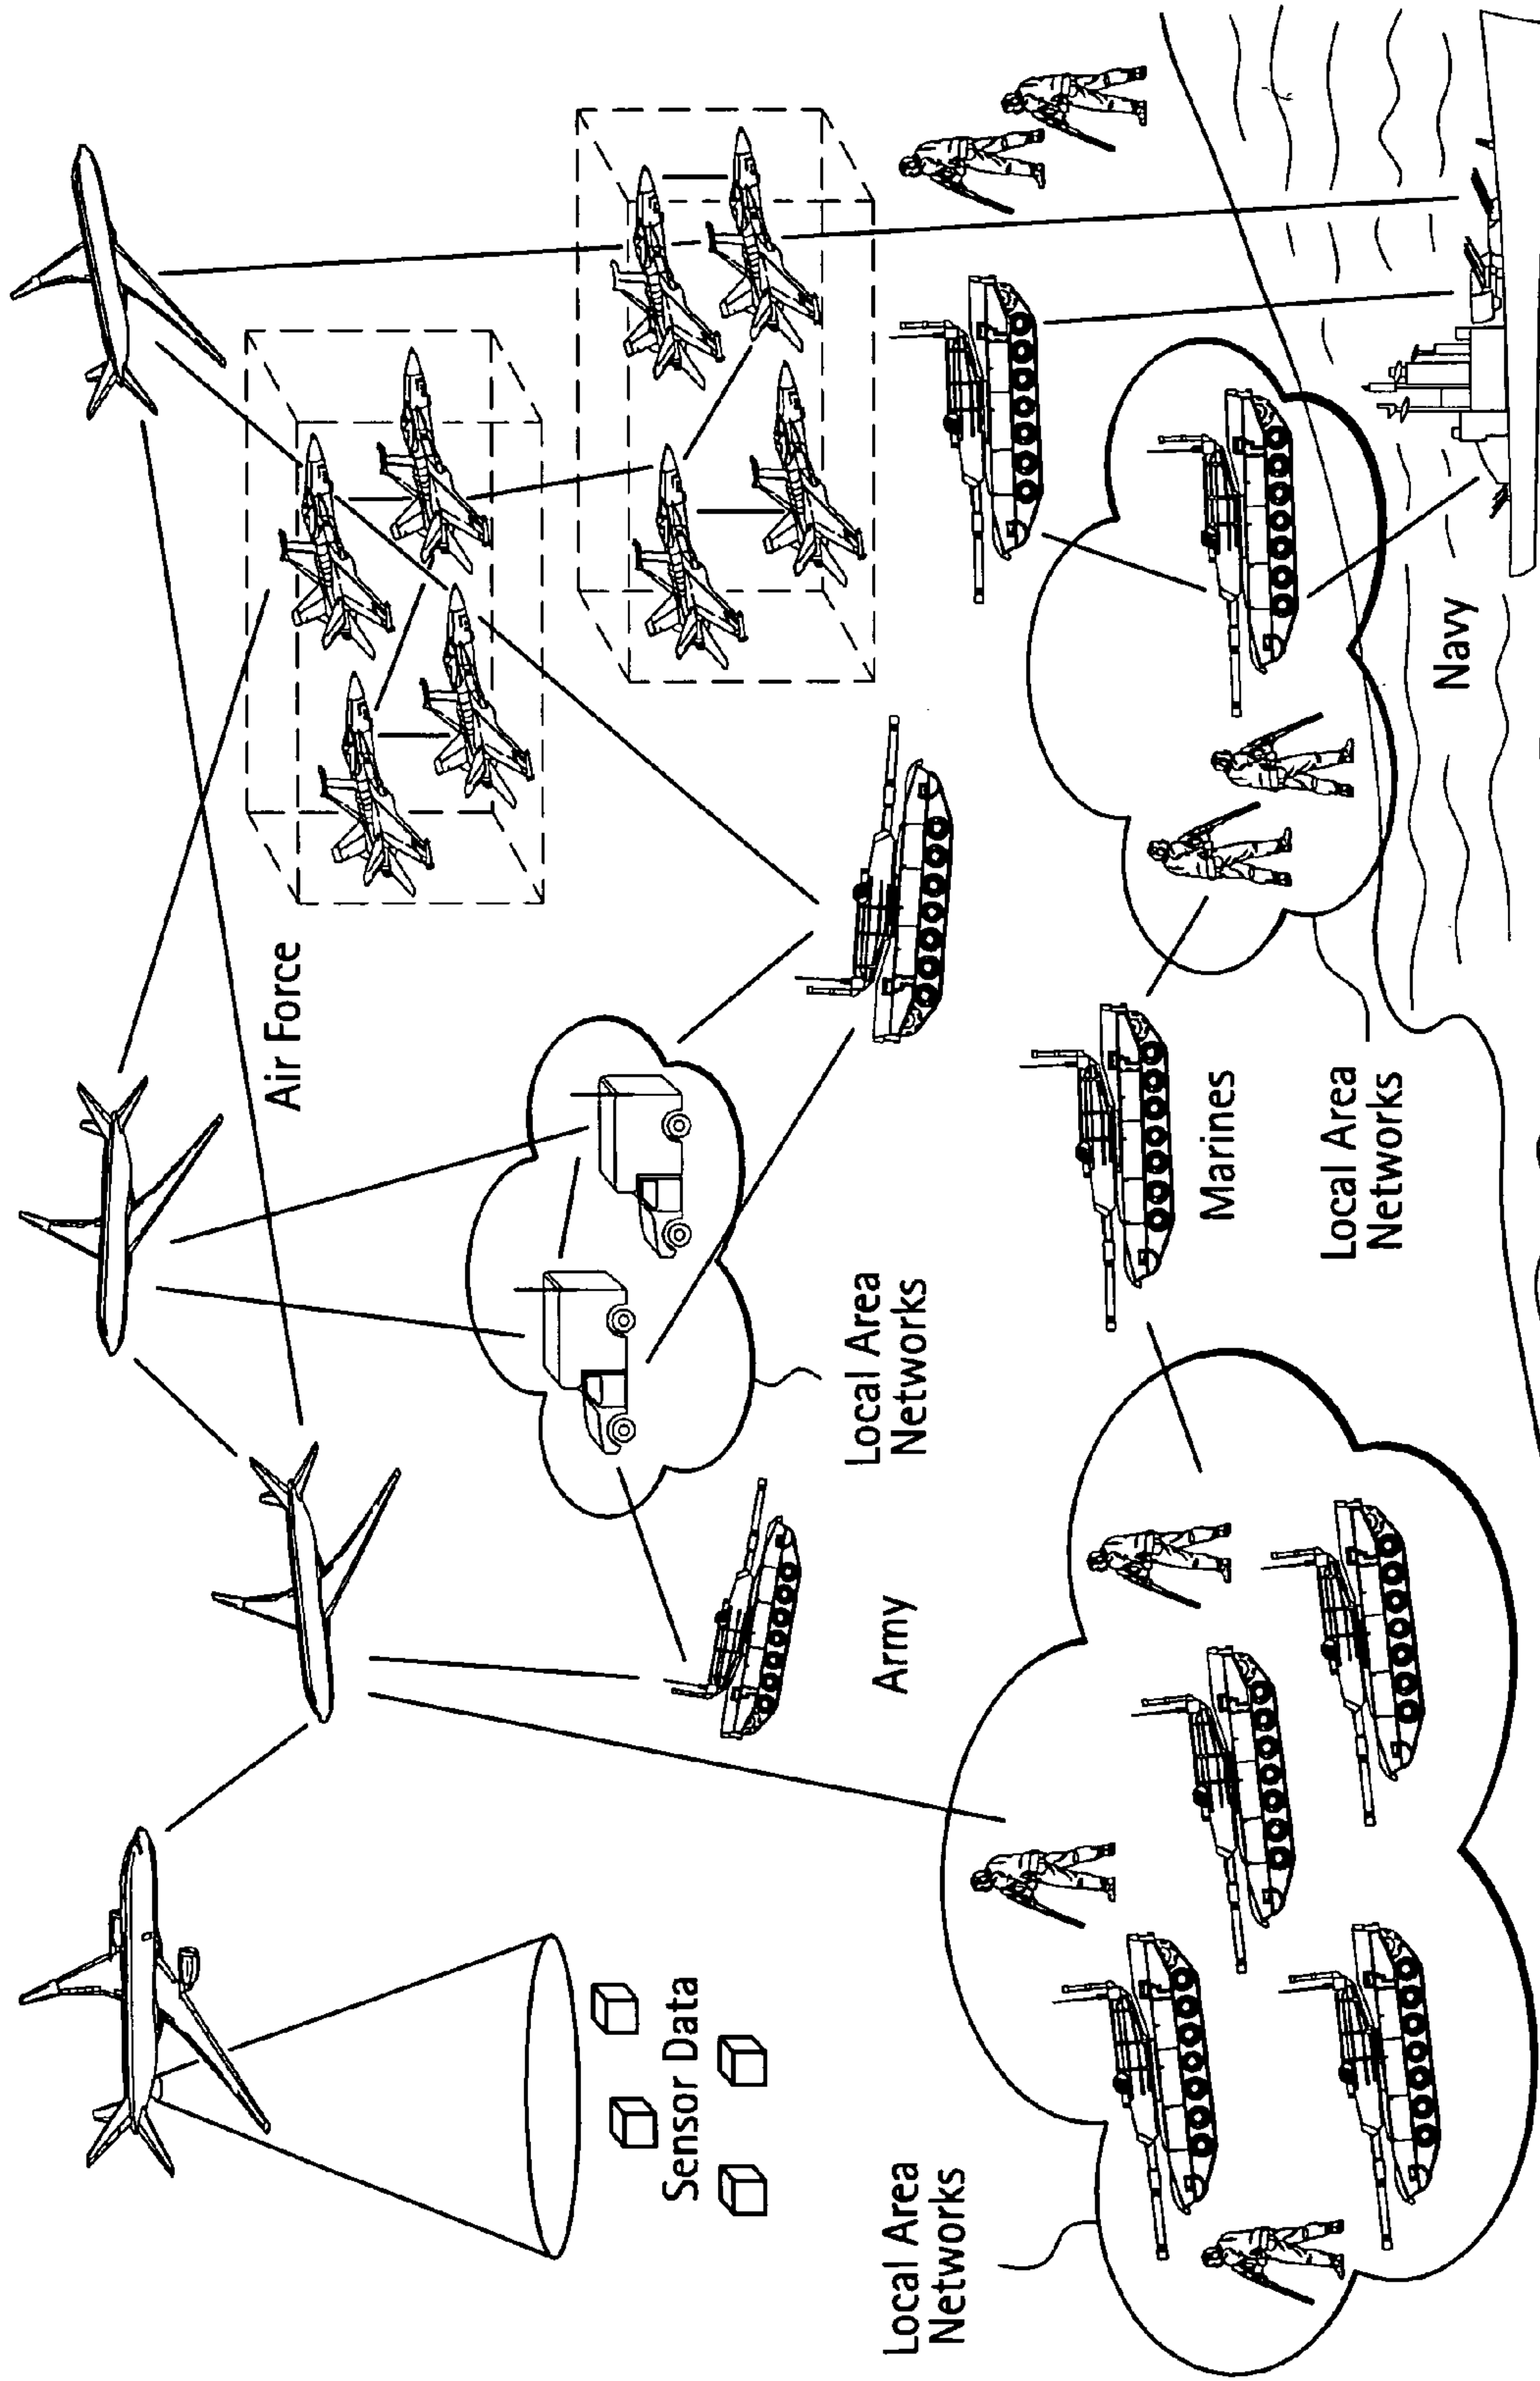 Sensor Data
Air Force
Local Area
Networks
Army
Local Area
Networks
Marines
Local Area
Networks
Navy